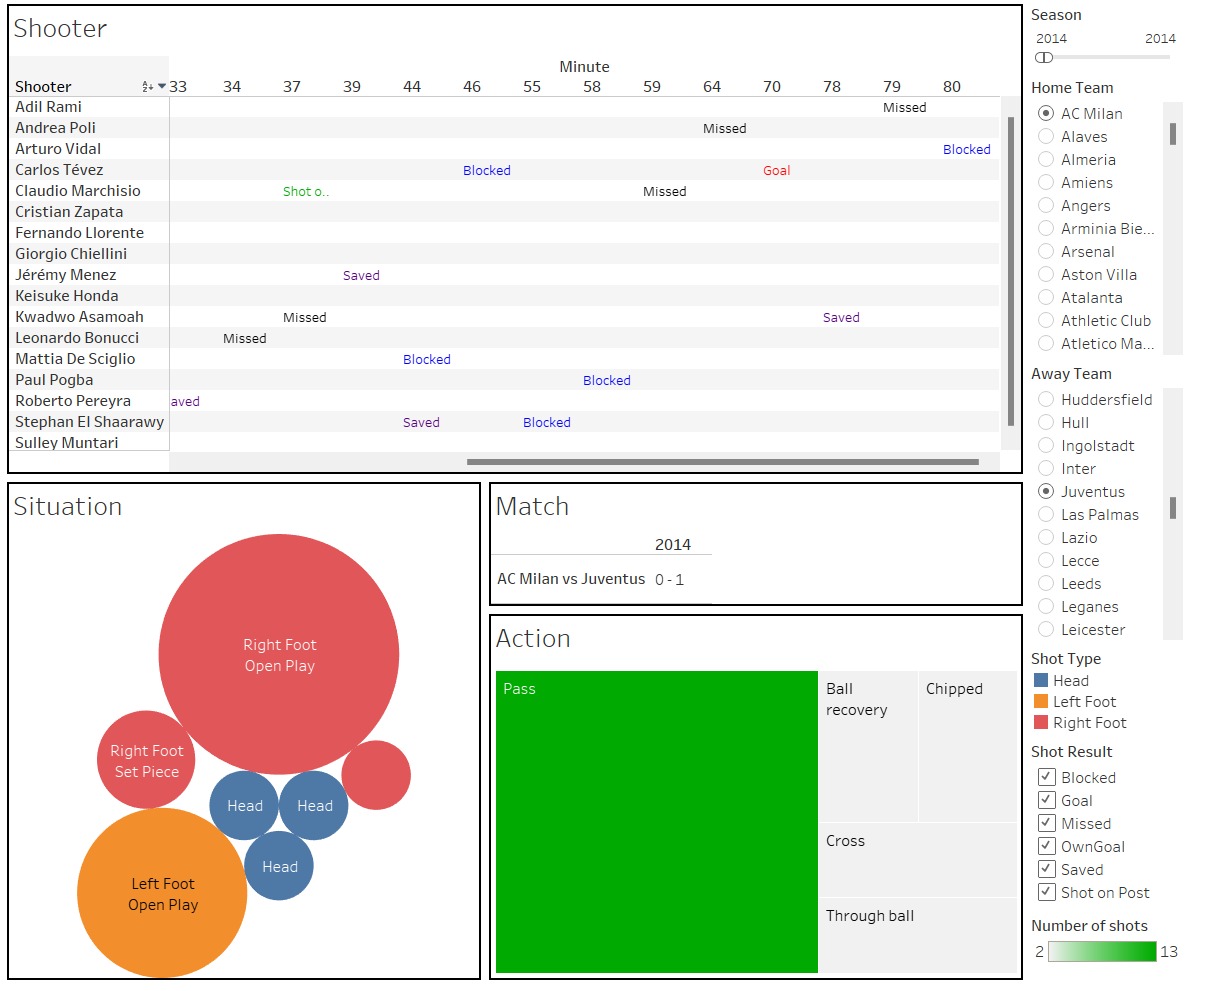 Shooter
Minute
Shooter 33 34 37 39 44 46 55 58 59 64 70 78 79 80
Adil Rami Missed
Andrea Poli Missed
Arturo Vidal Blocked
Carlos Tévez Blocked Goal
Claudio Marchisio Shot o.. Missed
Cristian Zapata
Fernando Llorente
Giorgio Chiellini
Jérémy Menez Saved
Keisuke Honda
Kwadwo Asamoah Missed Saved
Leonardo Bonucci Missed
Mattia De Sciglio Blocked
Paul Pogba Blocked
Roberto Pereyra aved
Stephan El Shaarawy Saved Blocked
Sulley Muntari
Situation
Right Foot
Open Play
Right Foot
Set Piece
Head
Head
Head
Left Foot
Open Play
Match
2014
AC Milan vs Juventus 0 - 1
Action
Pass
Ball
recovery
Chipped
Cross
Through ball
Season
2014 2014
Home Team
AC Milan
Alaves
Almeria
Amiens
Angers
Arminia Bie...
Arsenal
Aston Villa
Atalanta
Athletic Club
Atletico Ma...
Away Team
Huddersfield
Hull
Ingolstadt
Inter
Juventus
Las Palmas
Lazio
Lecce
Leeds
Leganes
Leicester
Shot Type
Head
Left Foot
Right Foot
Shot Result
Blocked
Goal
Missed
OwnGoal
Saved
Shot on Post
Number of shots
2 13